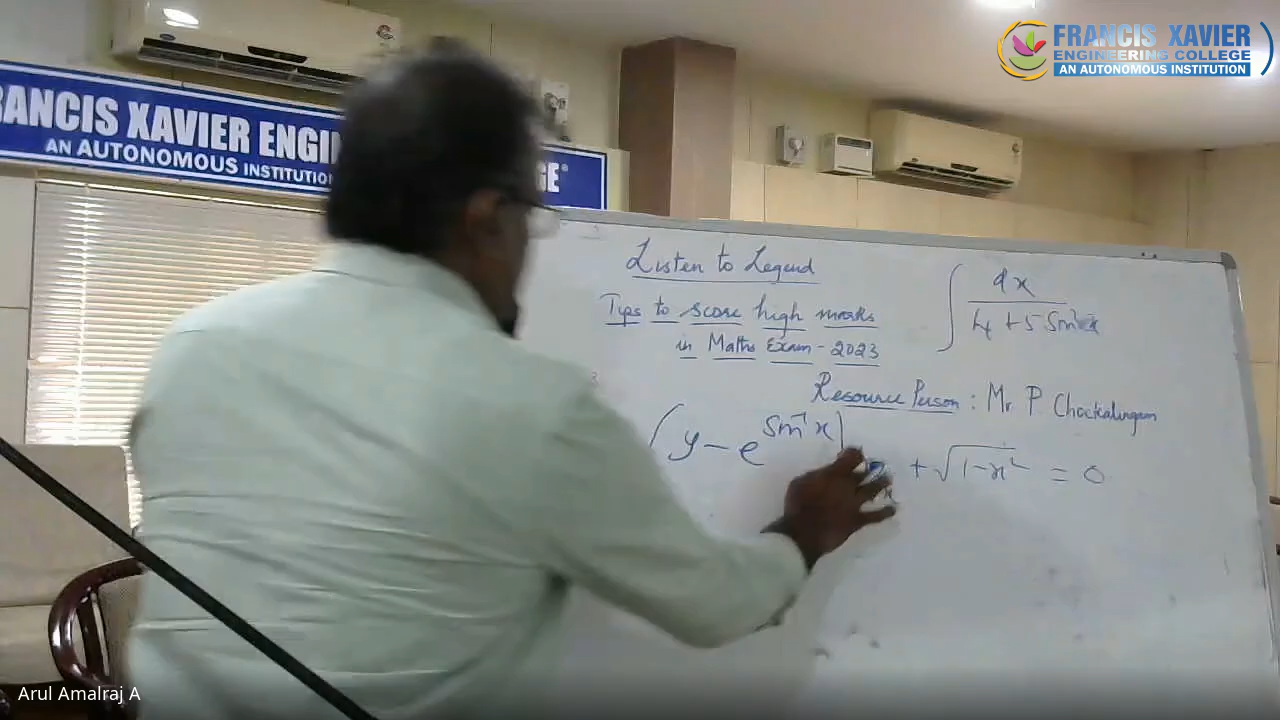 FRANCIS XAVIER
ENGINEERING COLLEGE
AN AUTONOMOUS INSTITUTION
RANCIS XAVIER ENGI
GE
AN AUTONOMOUS INSTITUTION
Listen to Legend
Tips to score high marks
in Maths Exam - 2023
∫ dx / 4 + 5 Sin²x
Resource Person : Mr P Chockalingam
(y - e^{Sin⁻¹x}) + √1-x² = 0
Arul Amalraj A